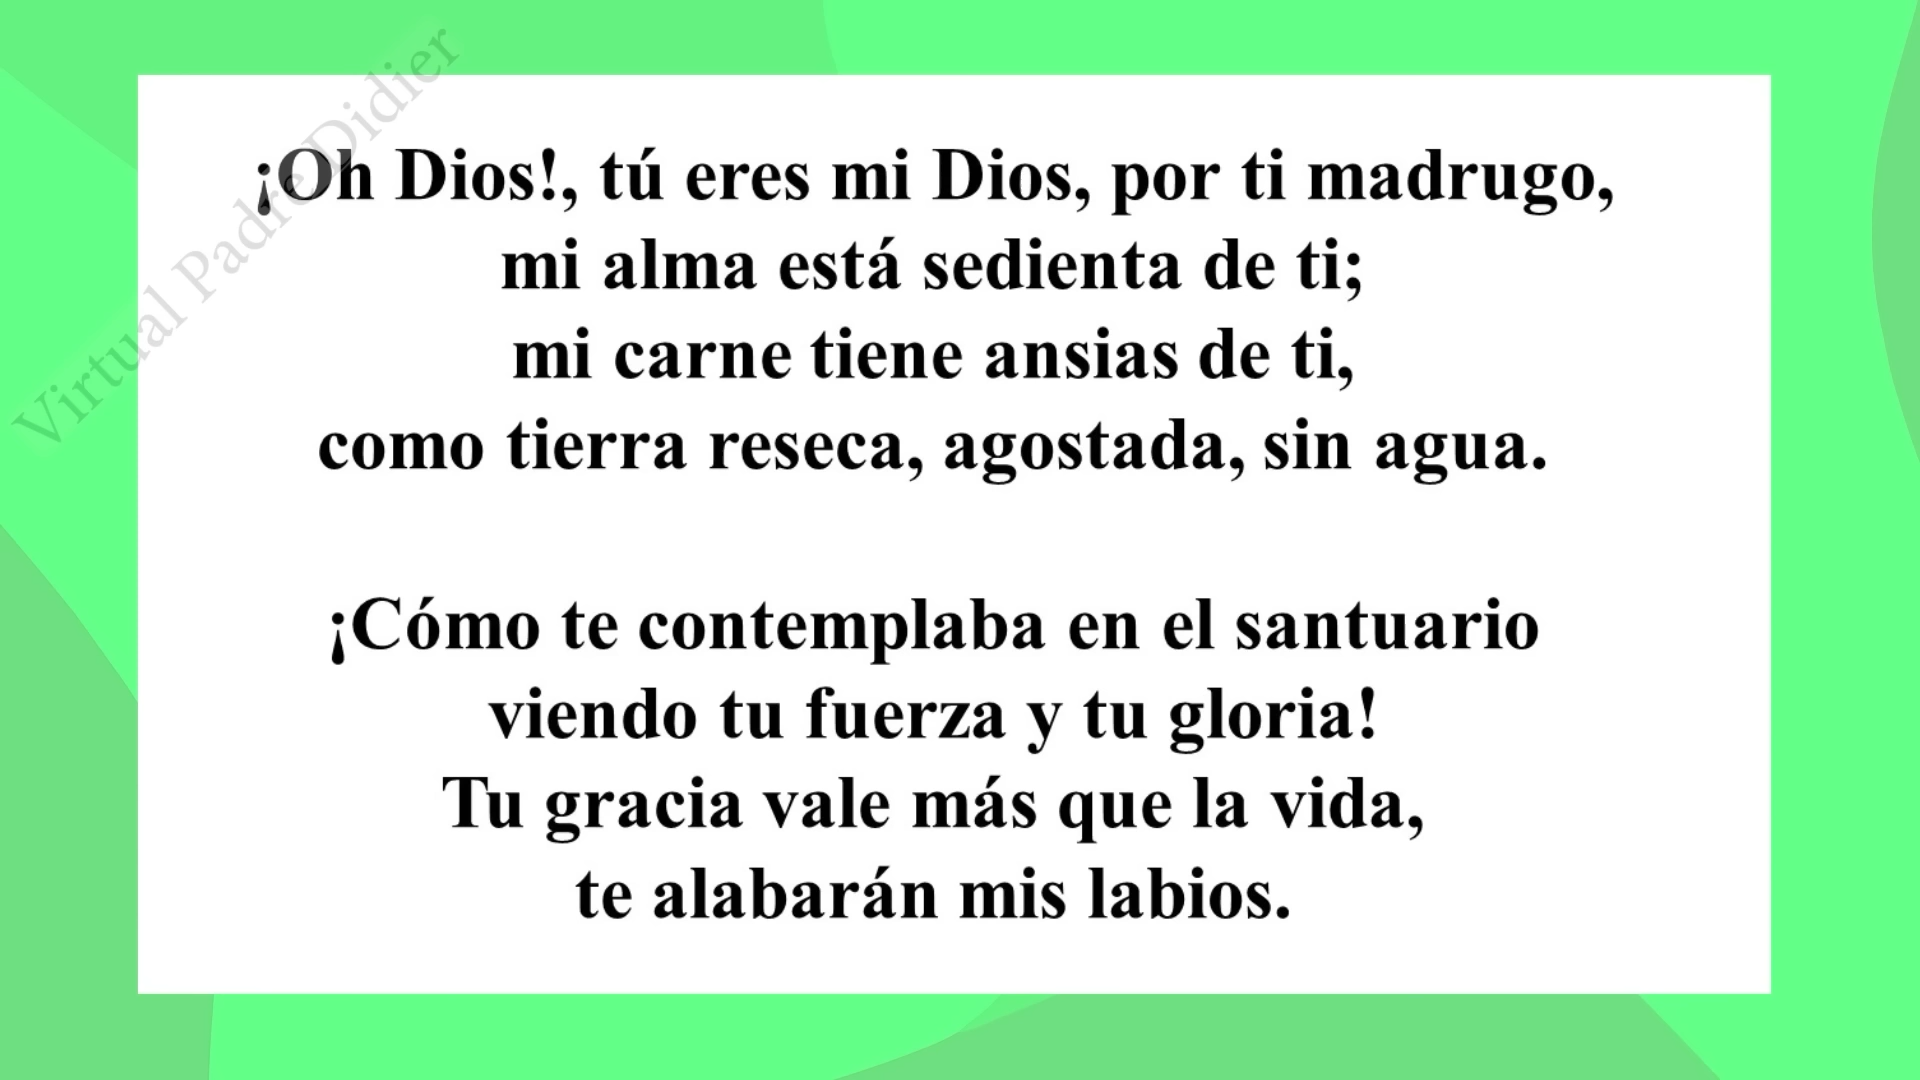 Virtual Padre Didier
¡Oh Dios!, tú eres mi Dios, por ti madrugo,
mi alma está sedienta de ti;
mi carne tiene ansias de ti,
como tierra reseca, agostada, sin agua.
¡Cómo te contemplaba en el santuario
viendo tu fuerza y tu gloria!
Tu gracia vale más que la vida,
te alabarán mis labios.